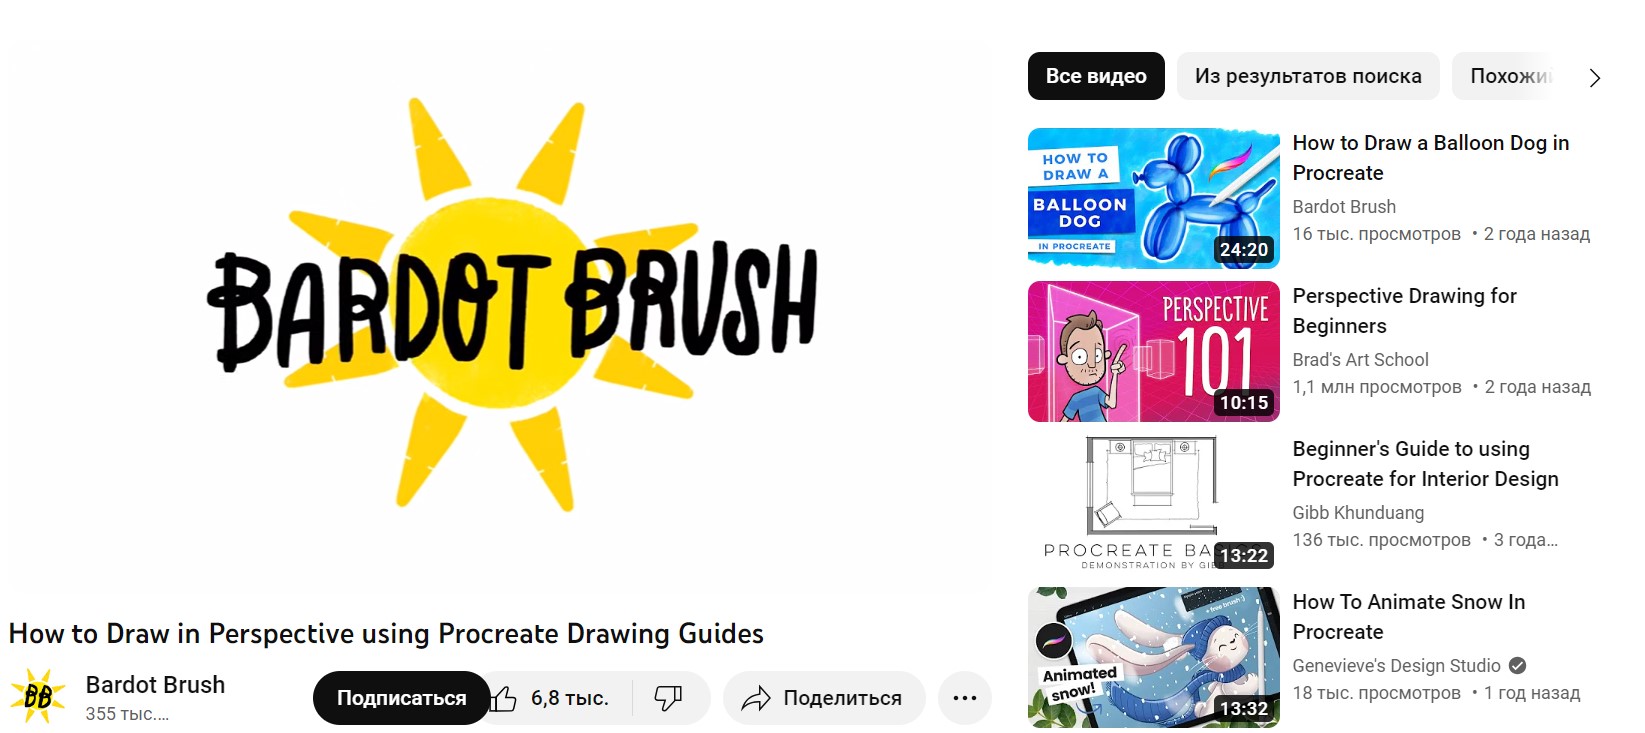 BARDOT BRUSH
How to Draw in Perspective using Procreate Drawing Guides
BB
Bardot Brush
355 тыс....
Подписаться
6,8 тыс.
Поделиться
Все видео
Из результатов поиска
HOW TO
DRAW A
BALLOON
DOG
IN PROCREATE
24:20
How to Draw a Balloon Dog in
Procreate
Bardot Brush
16 тыс. просмотров • 2 года назад
PERSPECTIVE
101
10:15
Perspective Drawing for
Beginners
Brad's Art School
1,1 млн просмотров • 2 года назад
PROCREATE
DEMONSTRATION BY
13:22
Beginner's Guide to using
Procreate for Interior Design
Gibb Khunduang
136 тыс. просмотров • 3 года...
+ free brush :)
Animated
snow!
13:32
How To Animate Snow In
Procreate
Genevieve's Design Studio
18 тыс. просмотров • 1 год назад